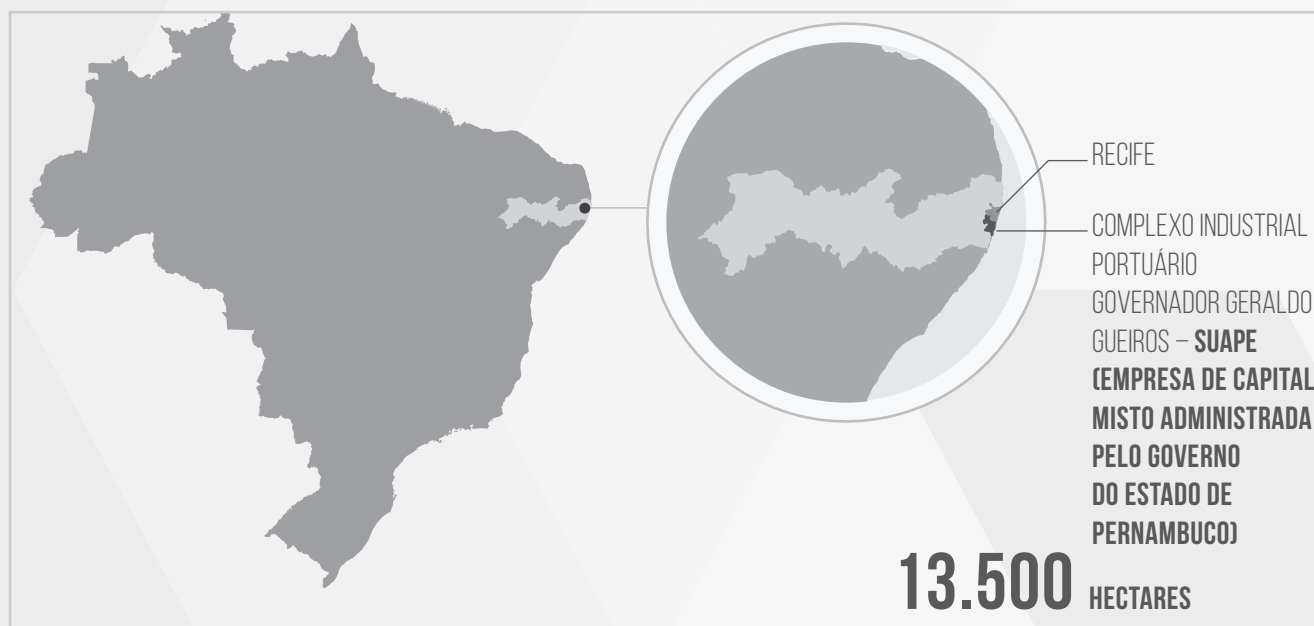 RECIFE
COMPLEXO INDUSTRIAL
PORTUÁRIO
GOVERNADOR GERALDO
GUEIROS – SUAPE
(EMPRESA DE CAPITAL
MISTO ADMINISTRADA
PELO GOVERNO
DO ESTADO DE
PERNAMBUCO)
13.500 HECTARES